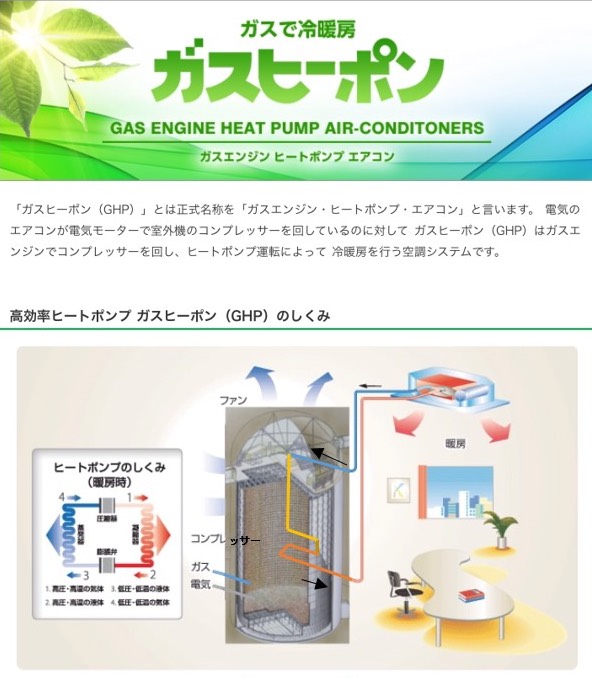 ガスで冷暖房
ガスヒーポン
GAS ENGINE HEAT PUMP AIR-CONDITONERS
ガスエンジン ヒートポンプ エアコン
「ガスヒーポン（GHP）」とは正式名称を「ガスエンジン・ヒートポンプ・エアコン」と言います。 電気の
エアコンが電気モーターで室外機のコンプレッサーを回しているのに対して ガスヒーポン（GHP）はガスエ
ンジンでコンプレッサーを回し、ヒートポンプ運転によって 冷暖房を行う空調システムです。
高効率ヒートポンプ ガスヒーポン（GHP）のしくみ
ファン
暖房
ヒートポンプのしくみ
（暖房時）
4
1
圧縮器
蒸発器
凝縮器
膨脹弁
3
2
1. 高圧・高温の気体
3. 低圧・低温の液体
2. 高圧・高温の液体
4. 低圧・低温の気体
コンプレッサー
ガス
電気